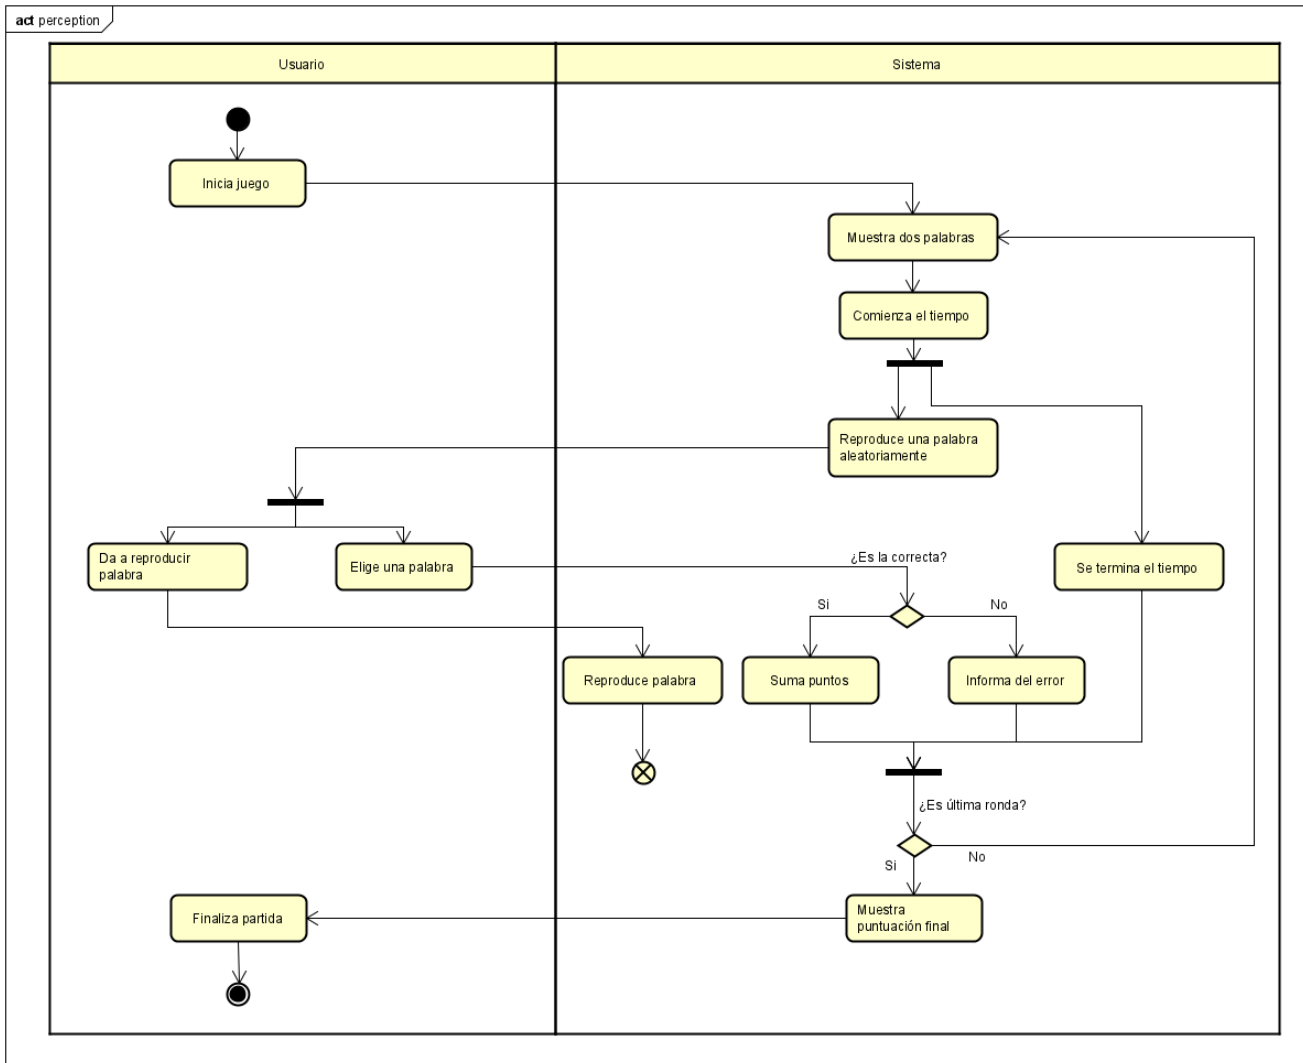 act perception
Usuario
Sistema
Inicia juego
Muestra dos palabras
Comienza el tiempo
Reproduce una palabra
aleatoriamente
Da a reproducir
palabra
Elige una palabra
¿Es la correcta?
Se termina el tiempo
Si
No
Reproduce palabra
Suma puntos
Informa del error
¿Es última ronda?
No
Si
Muestra
puntuación final
Finaliza partida